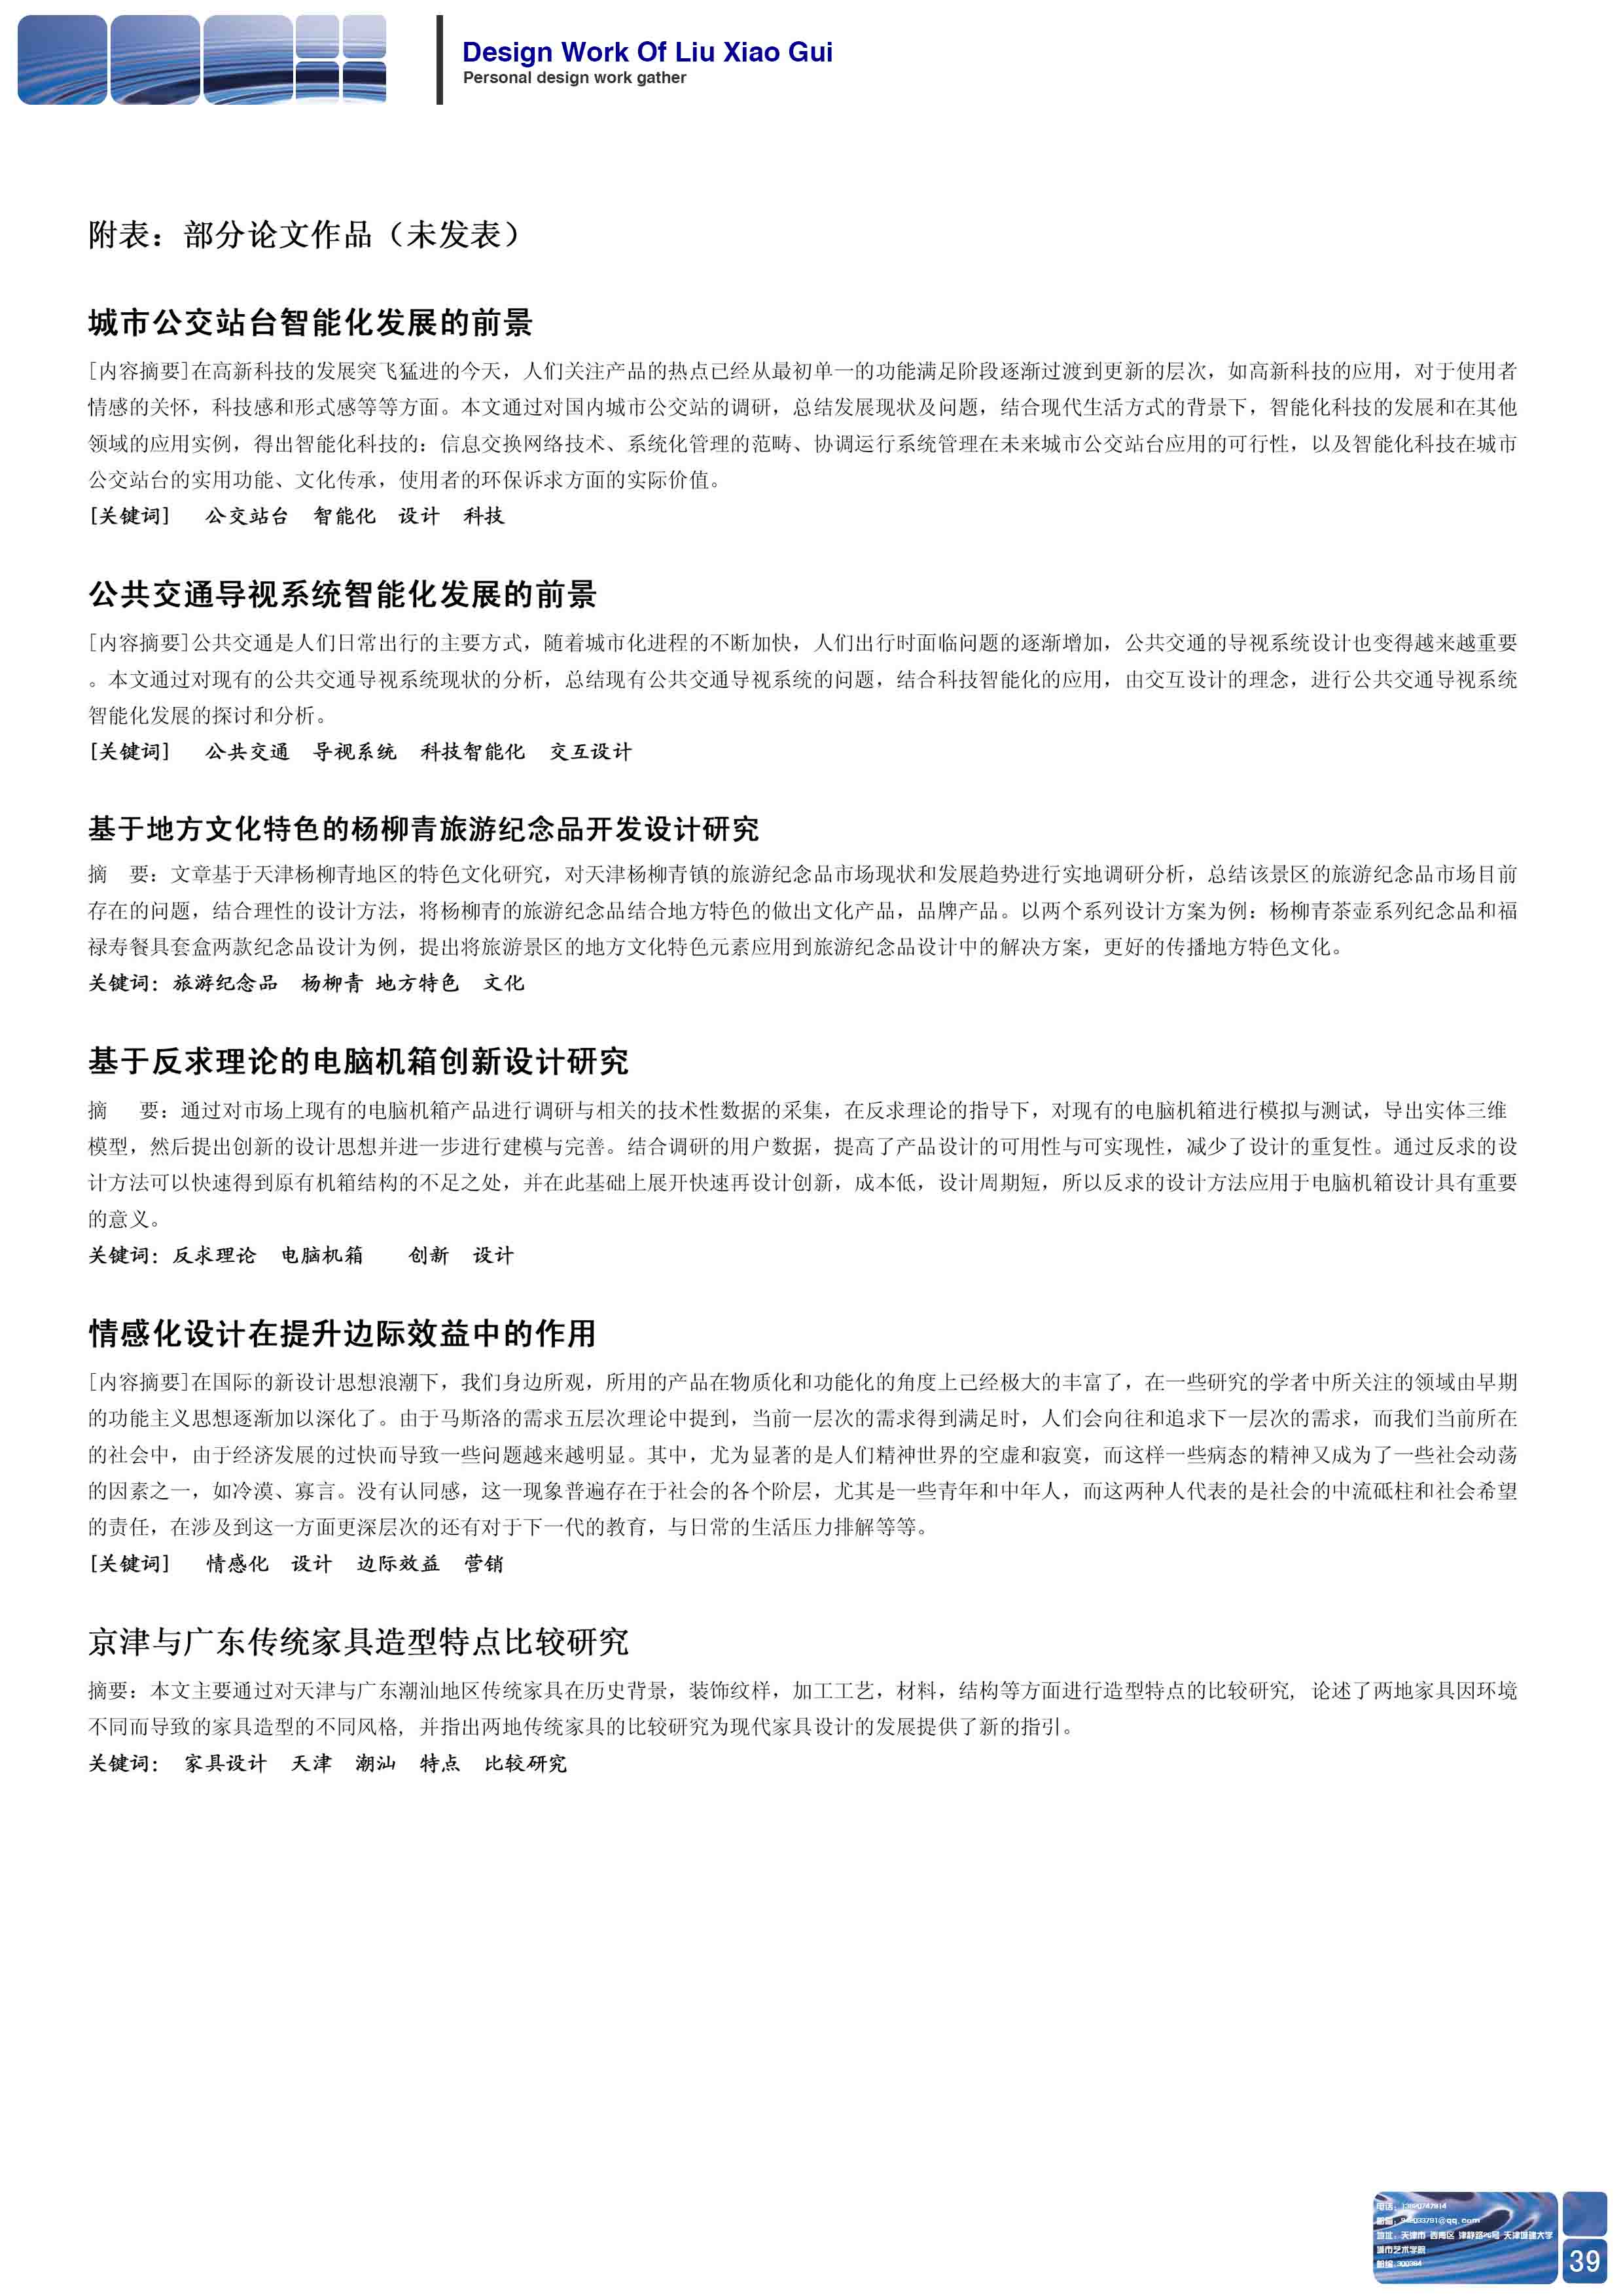 Design Work Of Liu Xiao Gui
Personal design work gather
附表：部分论文作品（未发表）
城市公交站台智能化发展的前景
[内容摘要]在高新科技的发展突飞猛进的今天，人们关注产品的热点已经从最初单一的功能满足阶段逐渐过渡到更新的层次，如高新科技的应用，对于使用者
情感的关怀，科技感和形式感等等方面。本文通过对国内城市公交站的调研，总结发展现状及问题，结合现代生活方式的背景下，智能化科技的发展和在其他
领域的应用实例，得出智能化科技的：信息交换网络技术、系统化管理的范畴、协调运行系统管理在未来城市公交站台应用的可行性，以及智能化科技在城市
公交站台的实用功能、文化传承，使用者的环保诉求方面的实际价值。
[关键词] 公交站台 智能化 设计 科技
公共交通导视系统智能化发展的前景
[内容摘要]公共交通是人们日常出行的主要方式，随着城市化进程的不断加快，人们出行时面临问题的逐渐增加，公共交通的导视系统设计也变得越来越重要
。本文通过对现有的公共交通导视系统现状的分析，总结现有公共交通导视系统的问题，结合科技智能化的应用，由交互设计的理念，进行公共交通导视系统
智能化发展的探讨和分析。
[关键词] 公共交通 导视系统 科技智能化 交互设计
基于地方文化特色的杨柳青旅游纪念品开发设计研究
摘 要：文章基于天津杨柳青地区的特色文化研究，对天津杨柳青镇的旅游纪念品市场现状和发展趋势进行实地调研分析，总结该景区的旅游纪念品市场目前
存在的问题，结合理性的设计方法，将杨柳青的旅游纪念品结合地方特色的做出文化产品，品牌产品。以两个系列设计方案为例：杨柳青茶壶系列纪念品和福
禄寿餐具套盒两款纪念品设计为例，提出将旅游景区的地方文化特色元素应用到旅游纪念品设计中的解决方案，更好的传播地方特色文化。
关键词：旅游纪念品 杨柳青 地方特色 文化
基于反求理论的电脑机箱创新设计研究
摘 要：通过对市场上现有的电脑机箱产品进行调研与相关的技术性数据的采集，在反求理论的指导下，对现有的电脑机箱进行模拟与测试，导出实体三维
模型，然后提出创新的设计思想并进一步进行建模与完善。结合调研的用户数据，提高了产品设计的可用性与可实现性，减少了设计的重复性。通过反求的设
计方法可以快速得到原有机箱结构的不足之处，并在此基础上展开快速再设计创新，成本低，设计周期短，所以反求的设计方法应用于电脑机箱设计具有重要
的意义。
关键词：反求理论 电脑机箱 创新 设计
情感化设计在提升边际效益中的作用
[内容摘要]在国际的新设计思想浪潮下，我们身边所观，所用的产品在物质化和功能化的角度上已经极大的丰富了，在一些研究的学者中所关注的领域由早期
的功能主义思想逐渐加以深化了。由于马斯洛的需求五层次理论中提到，当前一层次的需求得到满足时，人们会向往和追求下一层次的需求，而我们当前所在
的社会中，由于经济发展的过快而导致一些问题越来越明显。其中，尤为显著的是人们精神世界的空虚和寂寞，而这样一些病态的精神又成为了一些社会动荡
的因素之一，如冷漠、寡言。没有认同感，这一现象普遍存在于社会的各个阶层，尤其是一些青年和中年人，而这两种人代表的是社会的中流砥柱和社会希望
的责任，在涉及到这一方面更深层次的还有对于下一代的教育，与日常的生活压力排解等等。
[关键词] 情感化 设计 边际效益 营销
京津与广东传统家具造型特点比较研究
摘要：本文主要通过对天津与广东潮汕地区传统家具在历史背景，装饰纹样，加工工艺，材料，结构等方面进行造型特点的比较研究，论述了两地家具因环境
不同而导致的家具造型的不同风格，并指出两地传统家具的比较研究为现代家具设计的发展提供了新的指引。
关键词： 家具设计 天津 潮汕 特点 比较研究
电话：
邮箱：
地址：天津市 西青区 津静路26号 天津城建大学
城市艺术学院
邮编:300384
39